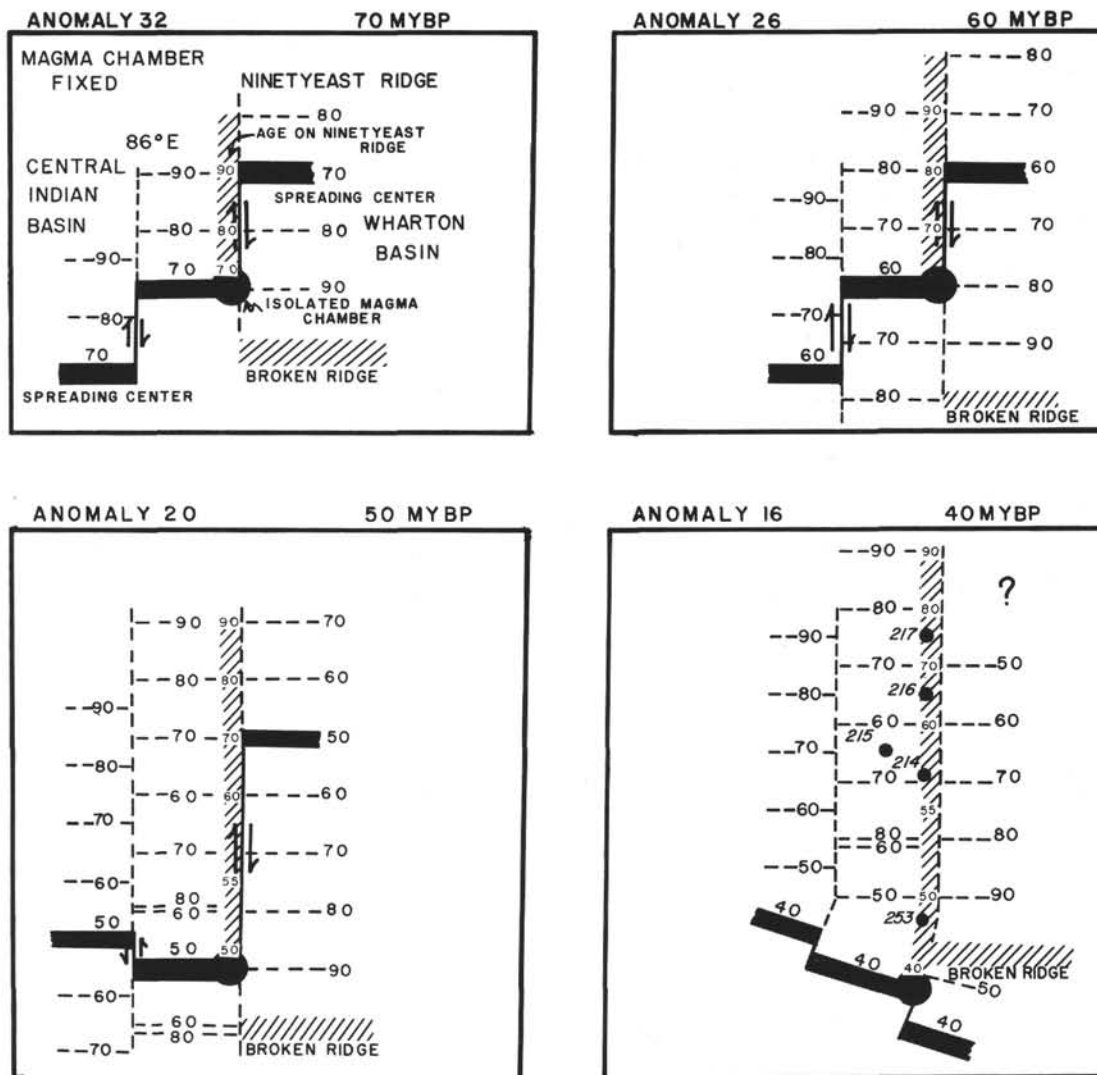 ANOMALY 32 70 MYBP
MAGMA CHAMBER
FIXED
NINETYEAST RIDGE
80
AGE ON NINETYEAST
RIDGE
86°E
CENTRAL
INDIAN
BASIN
90 90 70
SPREADING CENTER
80 80 80
WHARTON
BASIN
90
70 70 90
ISOLATED MAGMA
CHAMBER
80
70
BROKEN RIDGE
SPREADING CENTER
ANOMALY 26 60 MYBP
80
90 90 70
80 80 60
90
70 70 70
80
60 80
70
70 90
60
80
BROKEN RIDGE
ANOMALY 20 50 MYBP
90 90 70
80 80 60
90
70 70 50
80
60 60 60
70
70 70
60 55
80
60 80
50
50 50 90
60
60
80
70
BROKEN RIDGE
ANOMALY 16 40 MYBP
90 90
?
80 80
90 217
70 70 50
80 216
60 60 60
215
70
214
70 70
60 55
80
60 80
50
50 50 90
40 253
40 40
BROKEN RIDGE
50
40